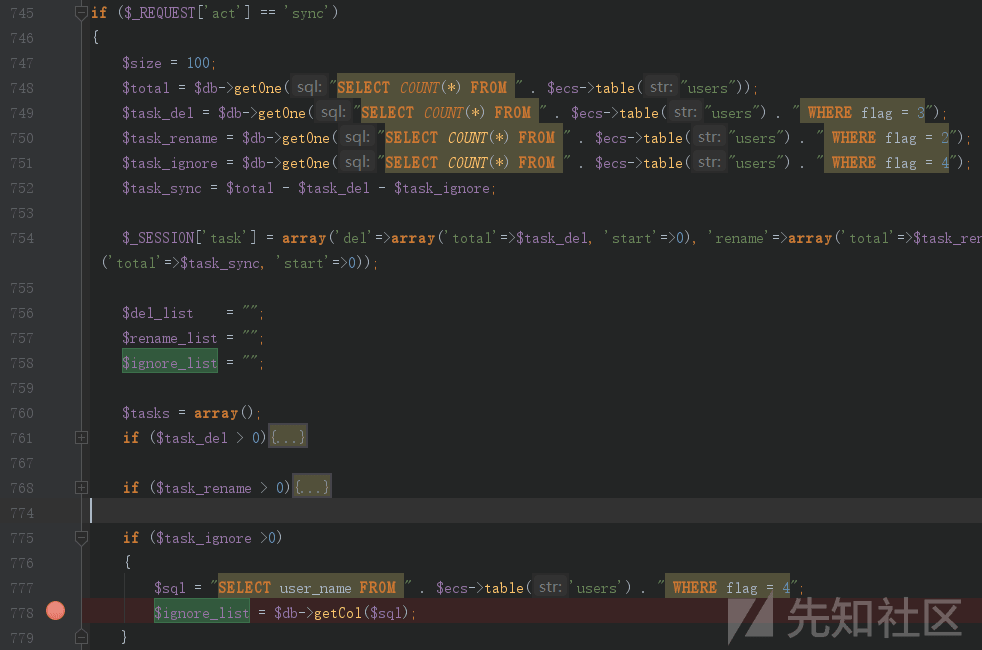 745 if ($_REQUEST['act'] == 'sync')
746 {
747 $size = 100;
748 $total = $db->getOne( sql: "SELECT COUNT(*) FROM " . $ecs->table( str: "users"));
749 $task_del = $db->getOne( sql: "SELECT COUNT(*) FROM " . $ecs->table( str: "users") . " WHERE flag = 3");
750 $task_rename = $db->getOne( sql: "SELECT COUNT(*) FROM " . $ecs->table( str: "users") . " WHERE flag = 2");
751 $task_ignore = $db->getOne( sql: "SELECT COUNT(*) FROM " . $ecs->table( str: "users") . " WHERE flag = 4");
752 $task_sync = $total - $task_del - $task_ignore;
753
754 $_SESSION['task'] = array('del'=>array('total'=>$task_del, 'start'=>0), 'rename'=>array('total'=>$task_ren
('total'=>$task_sync, 'start'=>0));
755
756 $del_list = "";
757 $rename_list = "";
758 $ignore_list = "";
759
760 $tasks = array();
761 if ($task_del > 0){...}
767
768 if ($task_rename > 0){...}
774
775 if ($task_ignore >0)
776 {
777 $sql = "SELECT user_name FROM " . $ecs->table( str: 'users') . " WHERE flag = 4";
778 $ignore_list = $db->getCol($sql);
779 }
先知社区